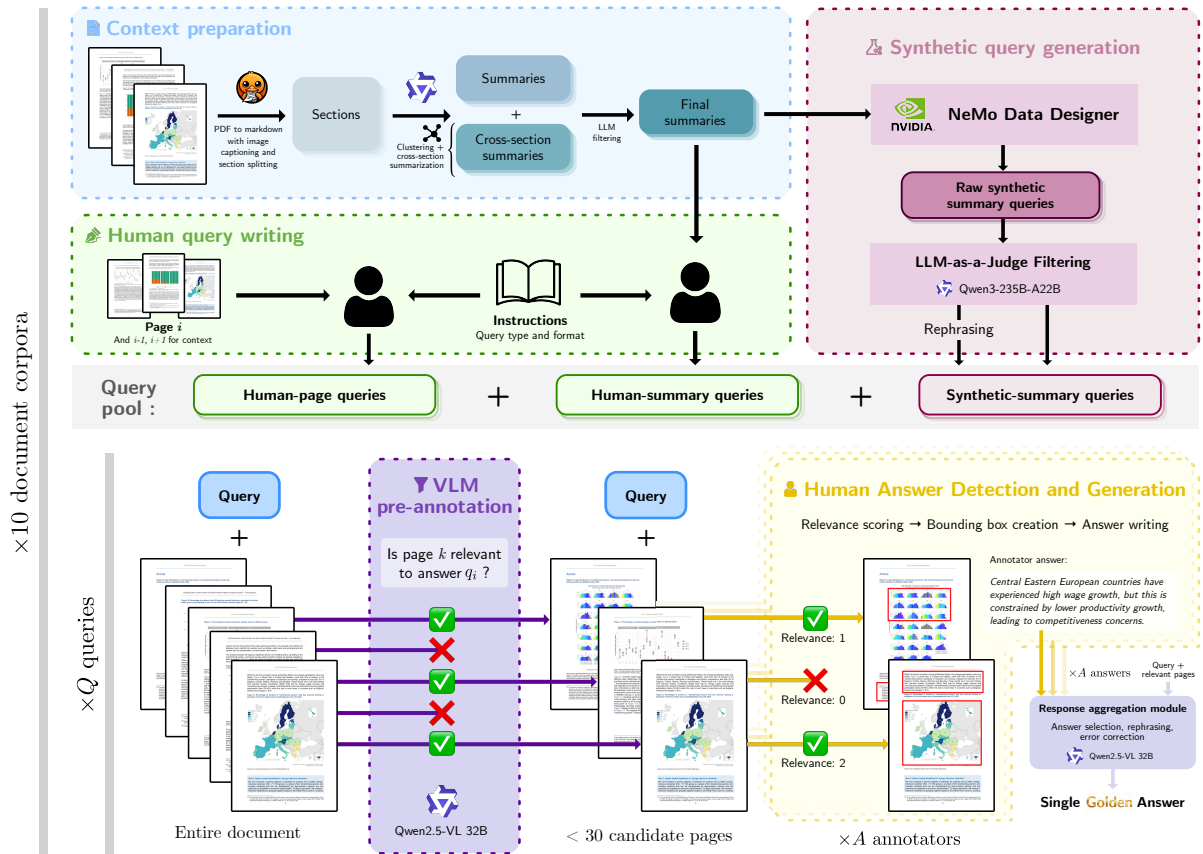 Context preparation
PDF to markdown
with image
captioning and
section splitting
Sections
Clustering +
cross-section
summarization
Summaries
+
Cross-section
summaries
LLM
filtering
Final
summaries
Synthetic query generation
NVIDIA.
NeMo Data Designer
Raw synthetic
summary queries
LLM-as-a-Judge Filtering
Qwen3-235B-A22B
Rephrasing
Human query writing
Page i
And i-1, i+1 for context
Instructions
Query type and format
×10 document corpora
Query
pool :
Human-page queries
+
Human-summary queries
+
Synthetic-summary queries
×Q queries
Query
+
Entire document
VLM
pre-annotation
Is page k relevant
to answer qᵢ ?
Qwen2.5-VL 32B
Query
+
< 30 candidate pages
Human Answer Detection and Generation
Relevance scoring → Bounding box creation → Answer writing
Relevance: 1
Relevance: 0
Relevance: 2
×A annotators
Annotator answer:
Central Eastern European countries have
experienced high wage growth, but this is
constrained by lower productivity growth,
leading to competitiveness concerns.
×A answers
Query +
relevant pages
Response aggregation module
Answer selection, rephrasing,
error correction
Qwen2.5-VL 32B
Single Golden Answer